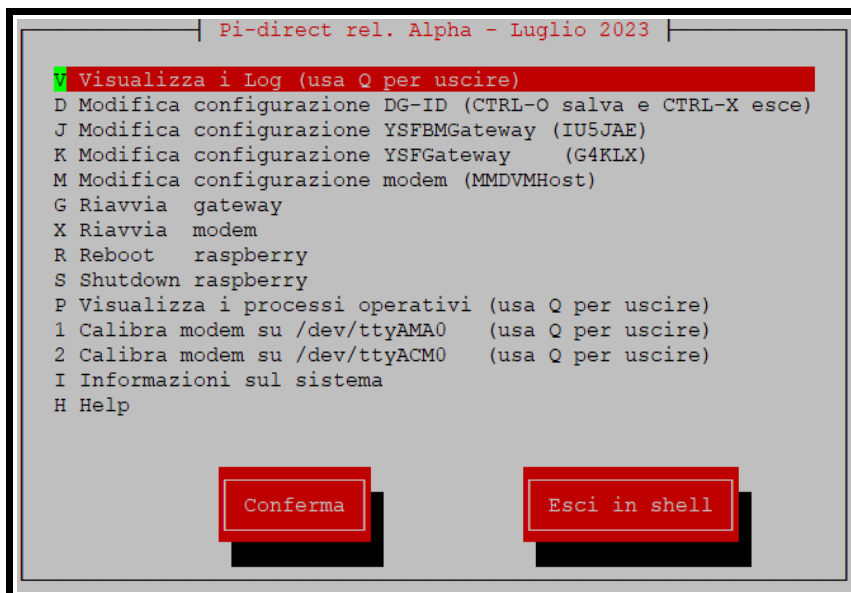 Pi-direct rel. Alpha - Luglio 2023
V Visualizza i Log (usa Q per uscire)
D Modifica configurazione DG-ID (CTRL-O salva e CTRL-X esce)
J Modifica configurazione YSFBMGateway (IU5JAE)
K Modifica configurazione YSFGateway (G4KLX)
M Modifica configurazione modem (MMDVMHost)
G Riavvia gateway
X Riavvia modem
R Reboot raspberry
S Shutdown raspberry
P Visualizza i processi operativi (usa Q per uscire)
1 Calibra modem su /dev/ttyAMA0 (usa Q per uscire)
2 Calibra modem su /dev/ttyACM0 (usa Q per uscire)
I Informazioni sul sistema
H Help
Conferma
Esci in shell